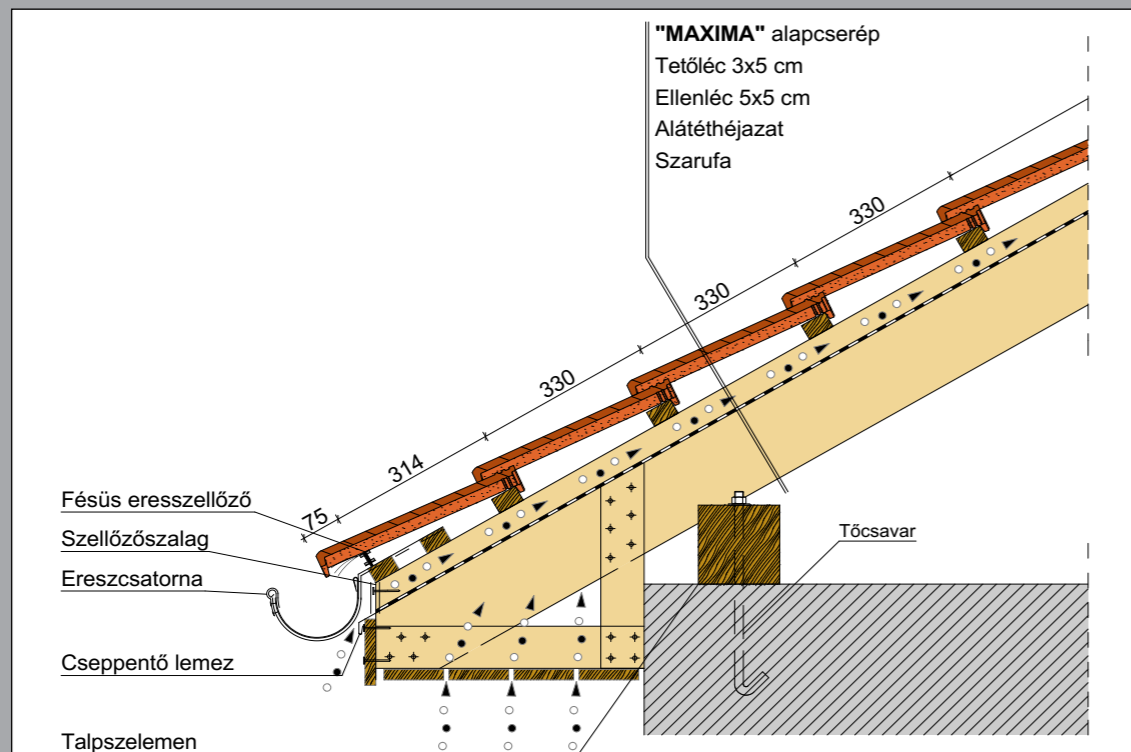 "MAXIMA" alapcserép
Tetőléc 3x5 cm
Ellenléc 5x5 cm
Alátéthéjazat
Szarufa
330
330
330
314
75
Fésüs eresszellőző
Szellőzőszalag
Ereszcsatorna
Tőcsavar
Cseppentő lemez
Talpszelemen